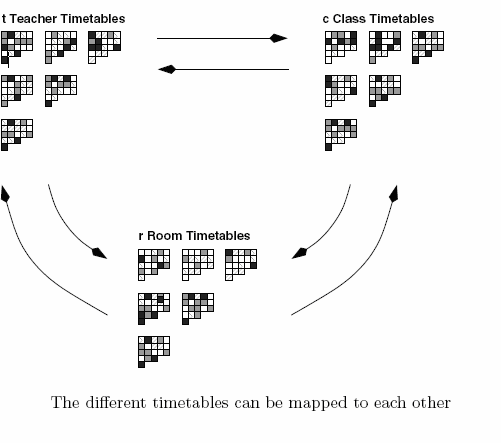 t Teacher Timetables
c Class Timetables
r Room Timetables
The different timetables can be mapped to each other